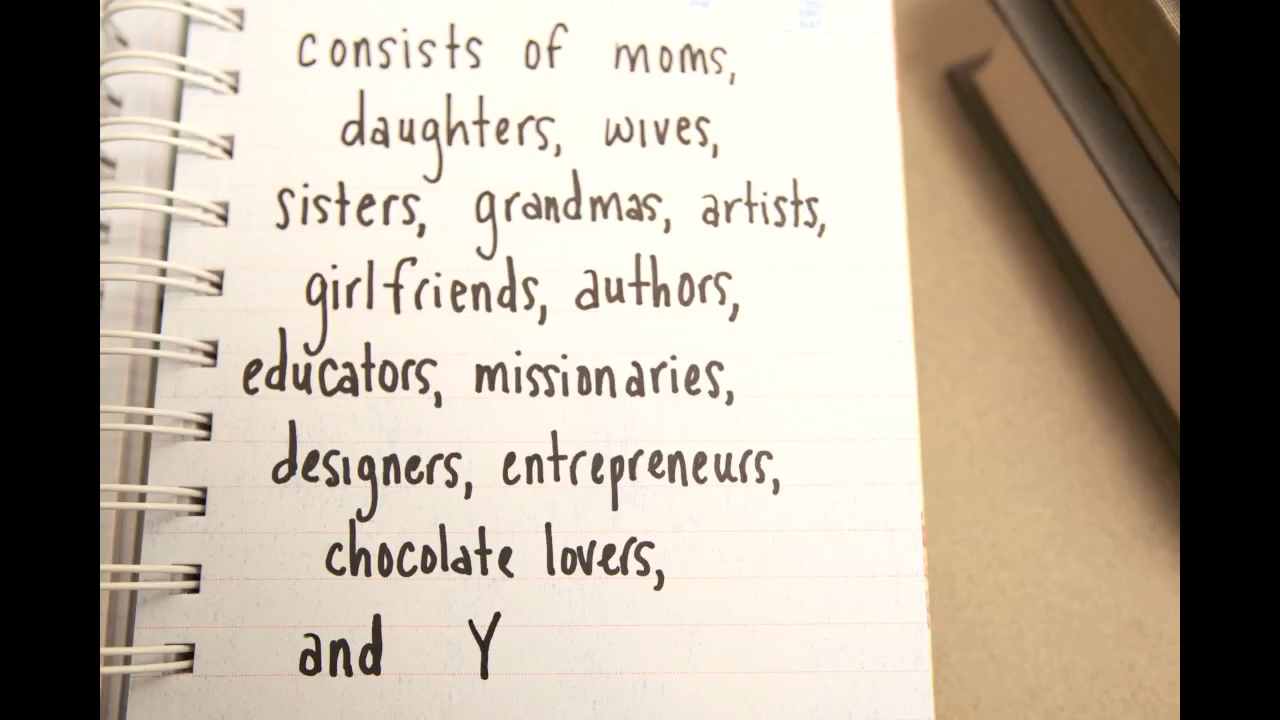 consists of moms,
daughters, wives,
sisters, grandmas, artists,
girlfriends, authors,
educators, missionaries,
designers, entrepreneurs,
chocolate lovers,
and Y